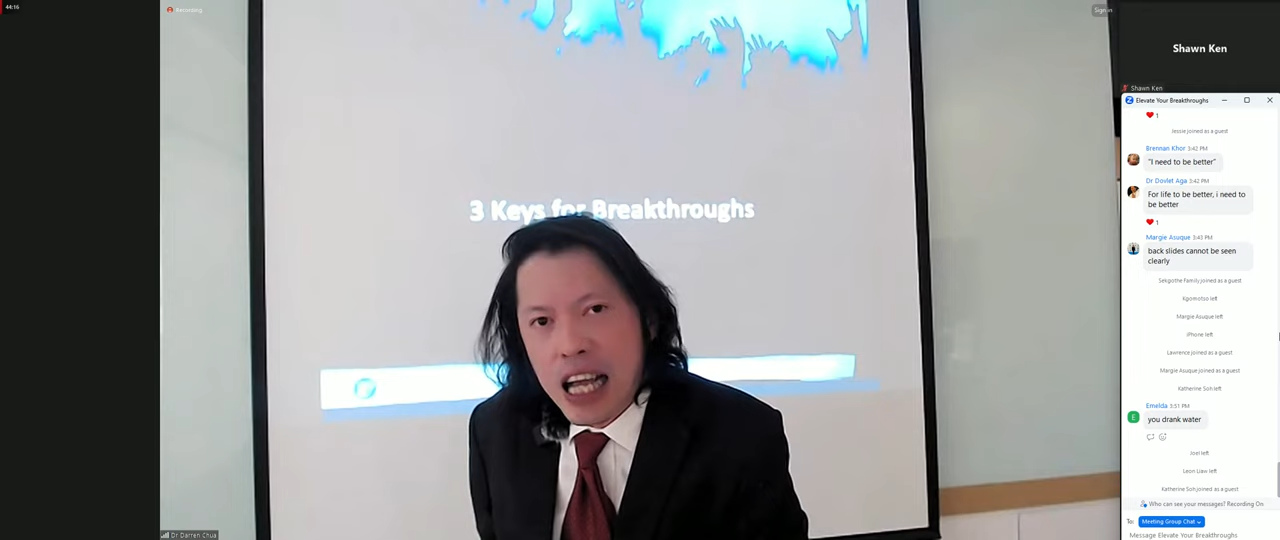 44:16
Recording
Sign in
Shawn Ken
Shawn Ken
Elevate Your Breakthroughs
1
Jessie joined as a guest
Brennan Khor 3:42 PM
"I need to be better"
Dr Dovlet Aga 3:42 PM
For life to be better, i need to
be better
1
Margie Asuque 3:43 PM
back slides cannot be seen
clearly
Sekgothe Family joined as a guest
Kgomotso left
Margie Asuque left
iPhone left
Lawrence joined as a guest
Margie Asuque joined as a guest
Katherine Soh left
Emelda 3:51 PM
E
you drank water
Joel left
Leon Liaw left
Katherine Soh joined as a guest
Who can see your messages? Recording On
To: Meeting Group Chat
Message Elevate Your Breakthroughs
3 Keys for Breakthroughs
Dr Darren Chua